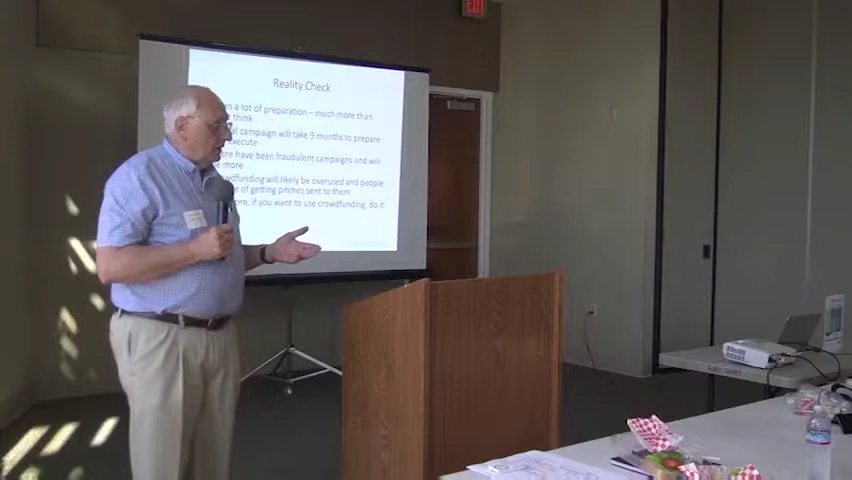 EXIT
Reality Check
es a lot of preparation – much more than
think
al campaign will take 9 months to prepare
execute
ere have been fraudulent campaigns and will
e more
owdfunding will likely be overused and people
e of getting pitches sent to them
ore, if you want to use crowdfunding, do it